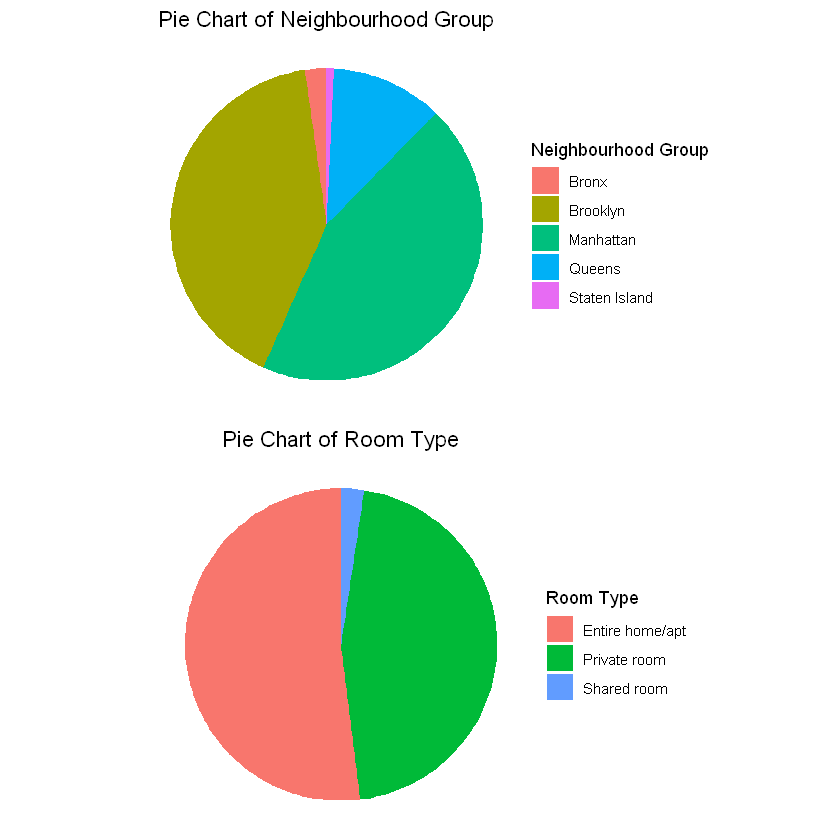 Pie Chart of Neighbourhood Group
Neighbourhood Group
Bronx
Brooklyn
Manhattan
Queens
Staten Island
Pie Chart of Room Type
Room Type
Entire home/apt
Private room
Shared room